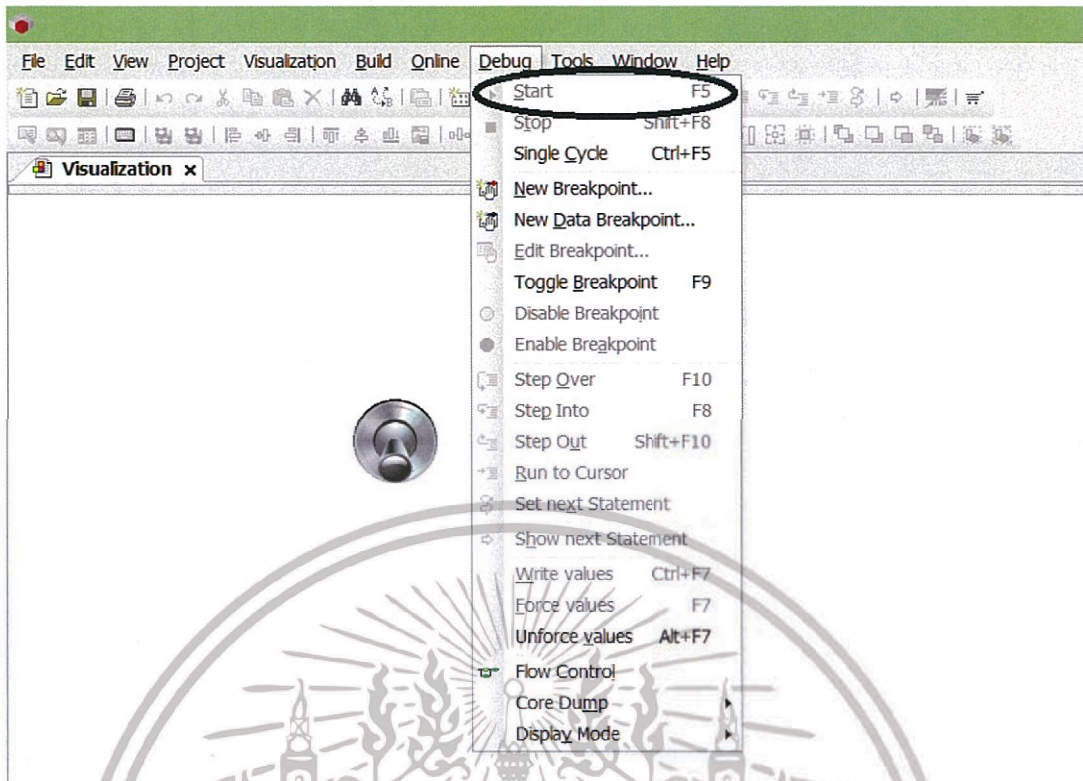 File Edit View Project Visualization Build Online Debug Tools Window Help
Visualization x
Start F5
Stop Shift+F8
Single Cycle Ctrl+F5
New Breakpoint...
New Data Breakpoint...
Edit Breakpoint...
Toggle Breakpoint F9
Disable Breakpoint
Enable Breakpoint
Step Over F10
Step Into F8
Step Out Shift+F10
Run to Cursor
Set next Statement
Show next Statement
Write values Ctrl+F7
Force values F7
Unforce values Alt+F7
Flow Control
Core Dump
Display Mode